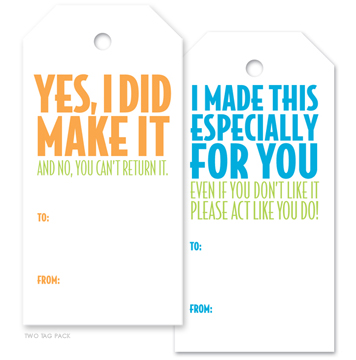 YES, I DID
MAKE IT
AND NO, YOU CAN'T RETURN IT.
TO:
FROM:
I MADE THIS
ESPECIALLY
FOR YOU
EVEN IF YOU DON'T LIKE IT
PLEASE ACT LIKE YOU DO!
TO:
FROM:
TWO TAG PACK